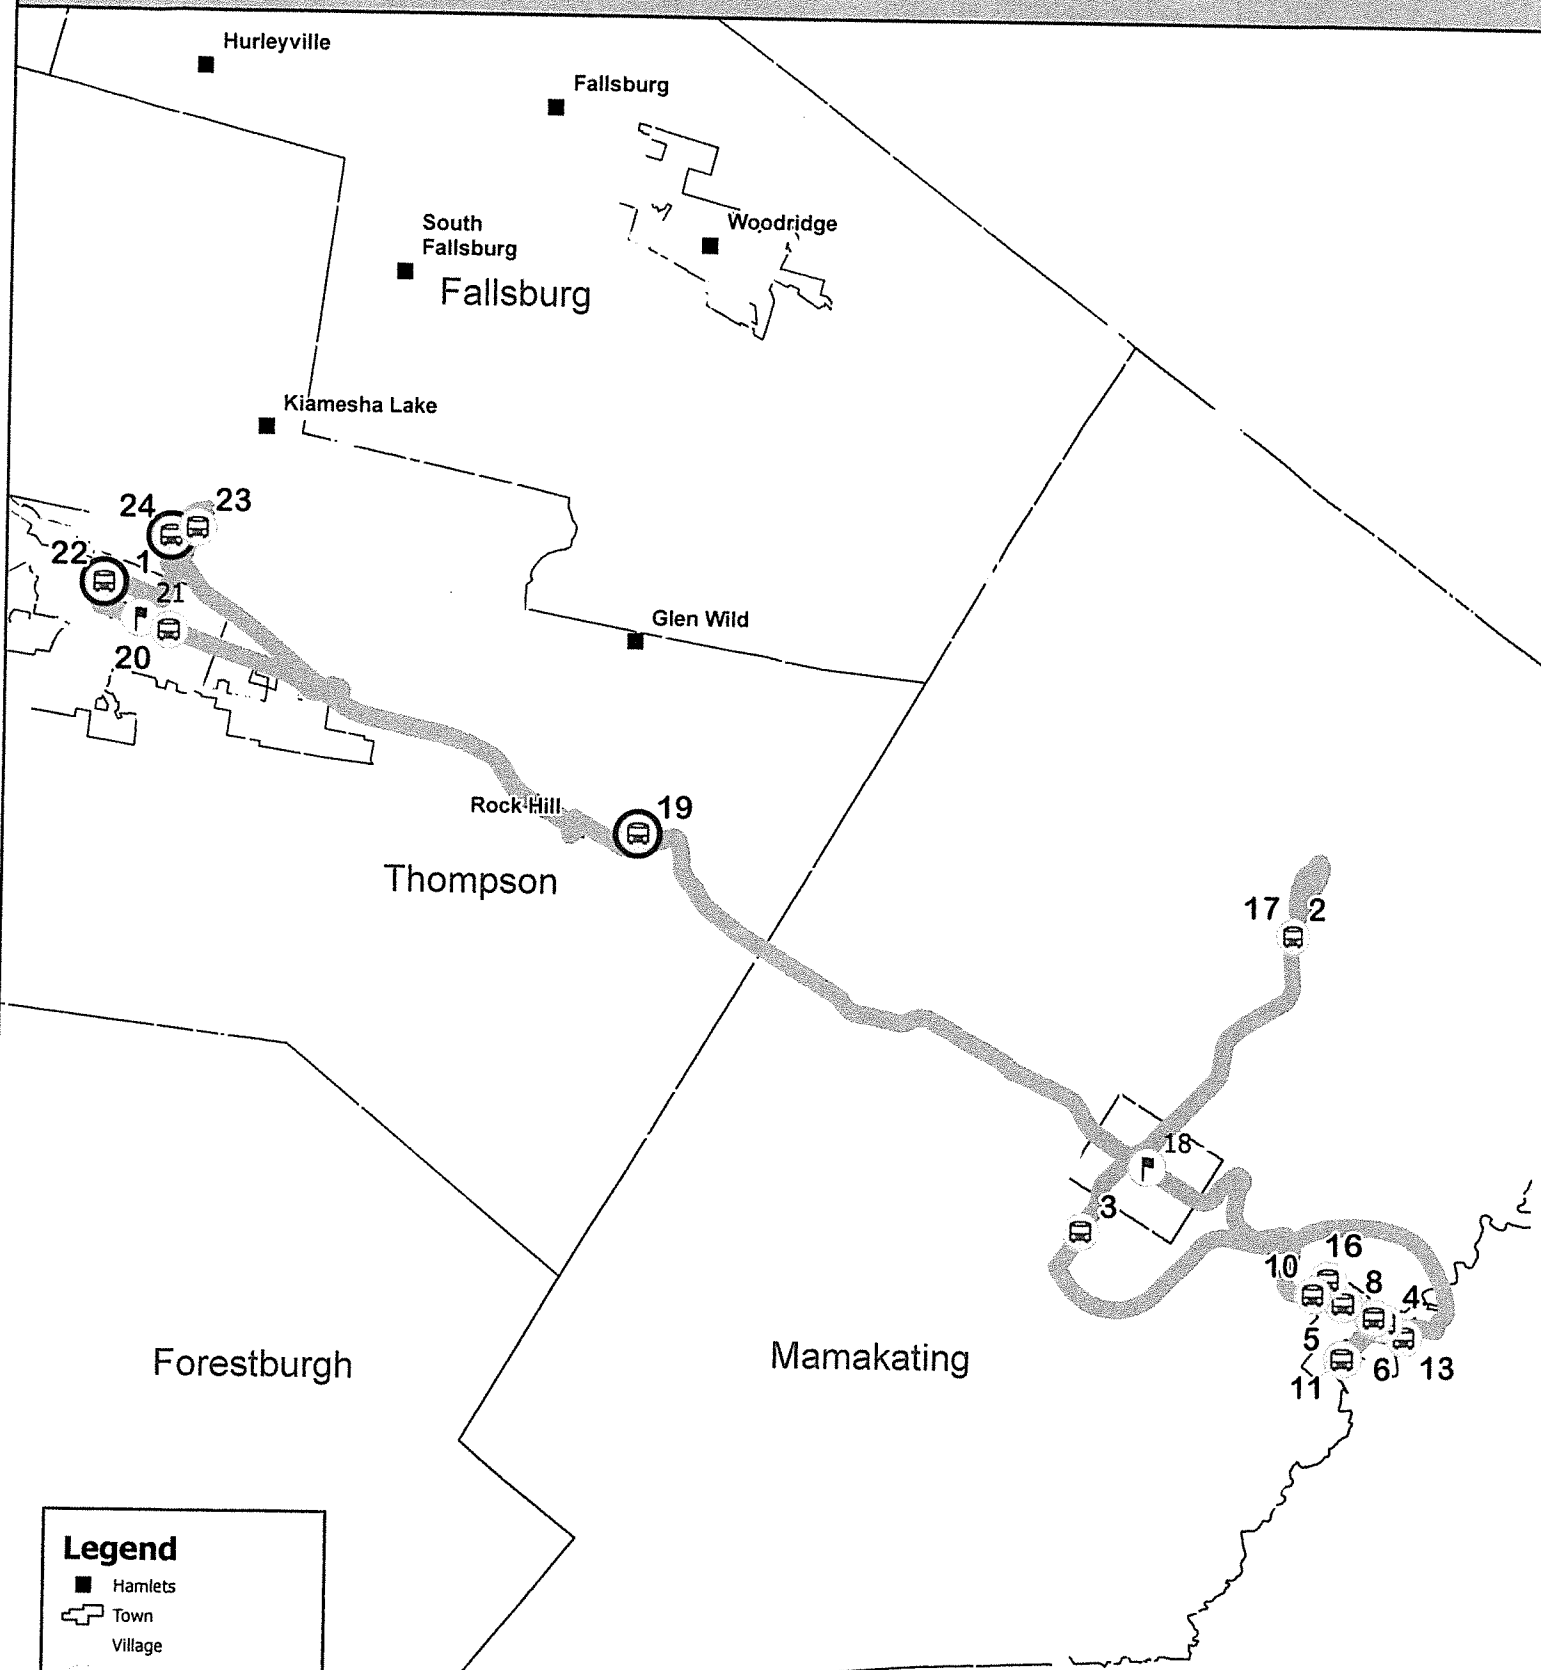 Hurleyville
Fallsburg
South
Fallsburg
Woodridge
Fallsburg
Kiamesha Lake
24
23
22
1
21
20
Glen Wild
Rock Hill
19
Thompson
17
2
18
3
16
10
8
4
5
6
13
11
Forestburgh
Mamakating
Legend
Hamlets
Town
Village